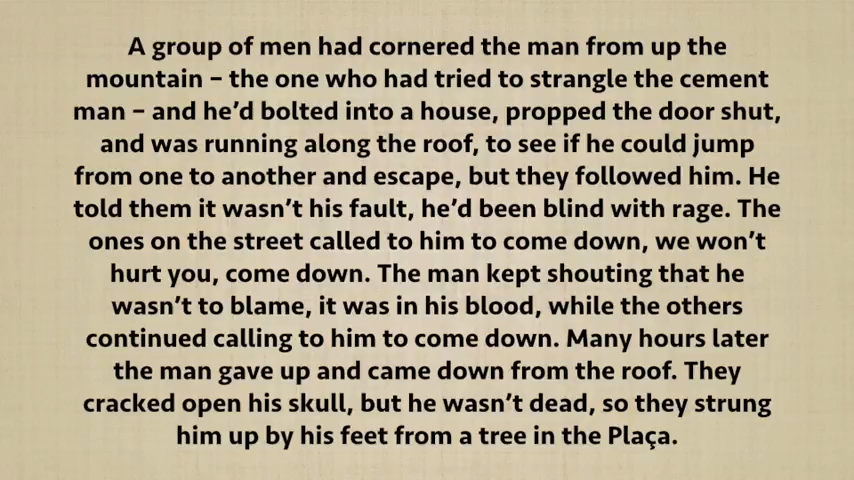 A group of men had cornered the man from up the
mountain – the one who had tried to strangle the cement
man – and he’d bolted into a house, propped the door shut,
and was running along the roof, to see if he could jump
from one to another and escape, but they followed him. He
told them it wasn’t his fault, he’d been blind with rage. The
ones on the street called to him to come down, we won’t
hurt you, come down. The man kept shouting that he
wasn’t to blame, it was in his blood, while the others
continued calling to him to come down. Many hours later
the man gave up and came down from the roof. They
cracked open his skull, but he wasn’t dead, so they strung
him up by his feet from a tree in the Plaça.